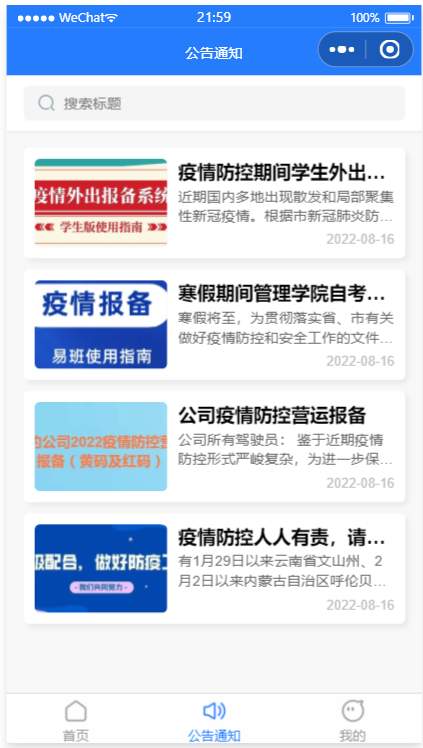 WeChat 21:59 100%
公告通知
搜索标题
疫情外出报备系统
学生版使用指南
疫情防控期间学生外出...
近期国内多地出现散发和局部聚集
性新冠疫情。根据市新冠肺炎防...
2022-08-16
疫情报备
易班使用指南
寒假期间管理学院自考...
寒假将至，为贯彻落实省、市有关
做好疫情防控和安全工作的文件...
2022-08-16
公司2022疫情防控营
报备（黄码及红码）
公司疫情防控营运报备
公司所有驾驶员： 鉴于近期疫情
防控形式严峻复杂，为进一步保...
2022-08-16
配合，做好防疫工
- 我们共同努力 -
疫情防控人人有责，请...
有1月29日以来云南省文山州、2
月2日以来内蒙古自治区呼伦贝...
2022-08-16
首页 公告通知 我的